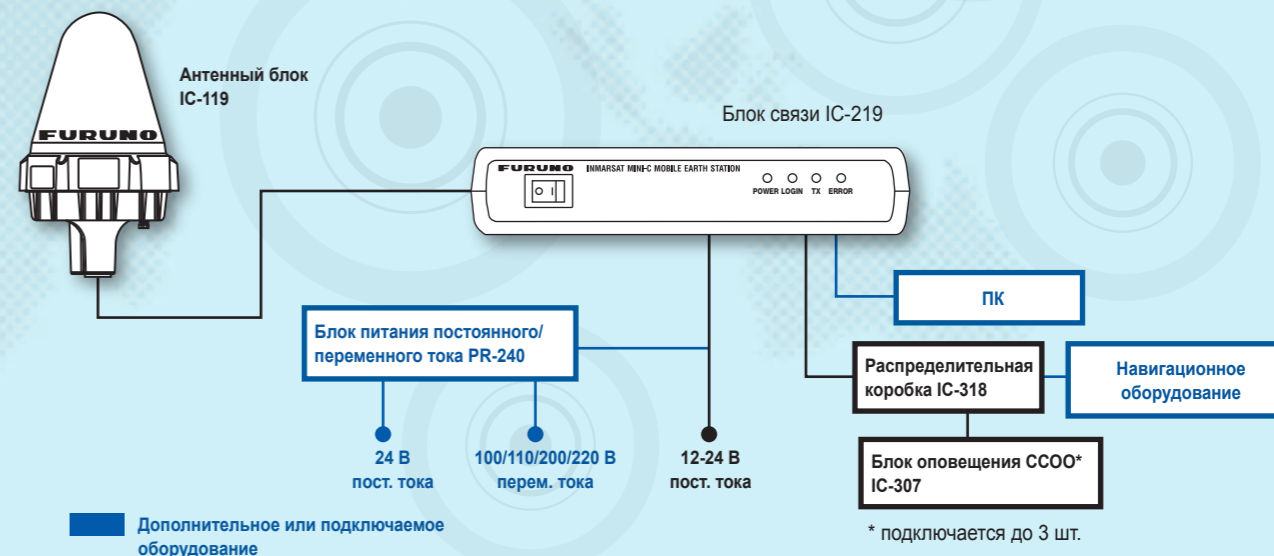 Антенный блок
IC-119
FURUNO
Блок связи IC-219
FURUNO INMARSAT MINI-C MOBILE EARTH STATION
POWER LOGIN TX ERROR
ПК
Блок питания постоянного/
переменного тока PR-240
Распределительная
коробка IC-318
Навигационное
оборудование
24 В
пост. тока
100/110/200/220 В
перем. тока
12-24 В
пост. тока
Блок оповещения ССОО*
IC-307
* подключается до 3 шт.
Дополнительное или подключаемое
оборудование